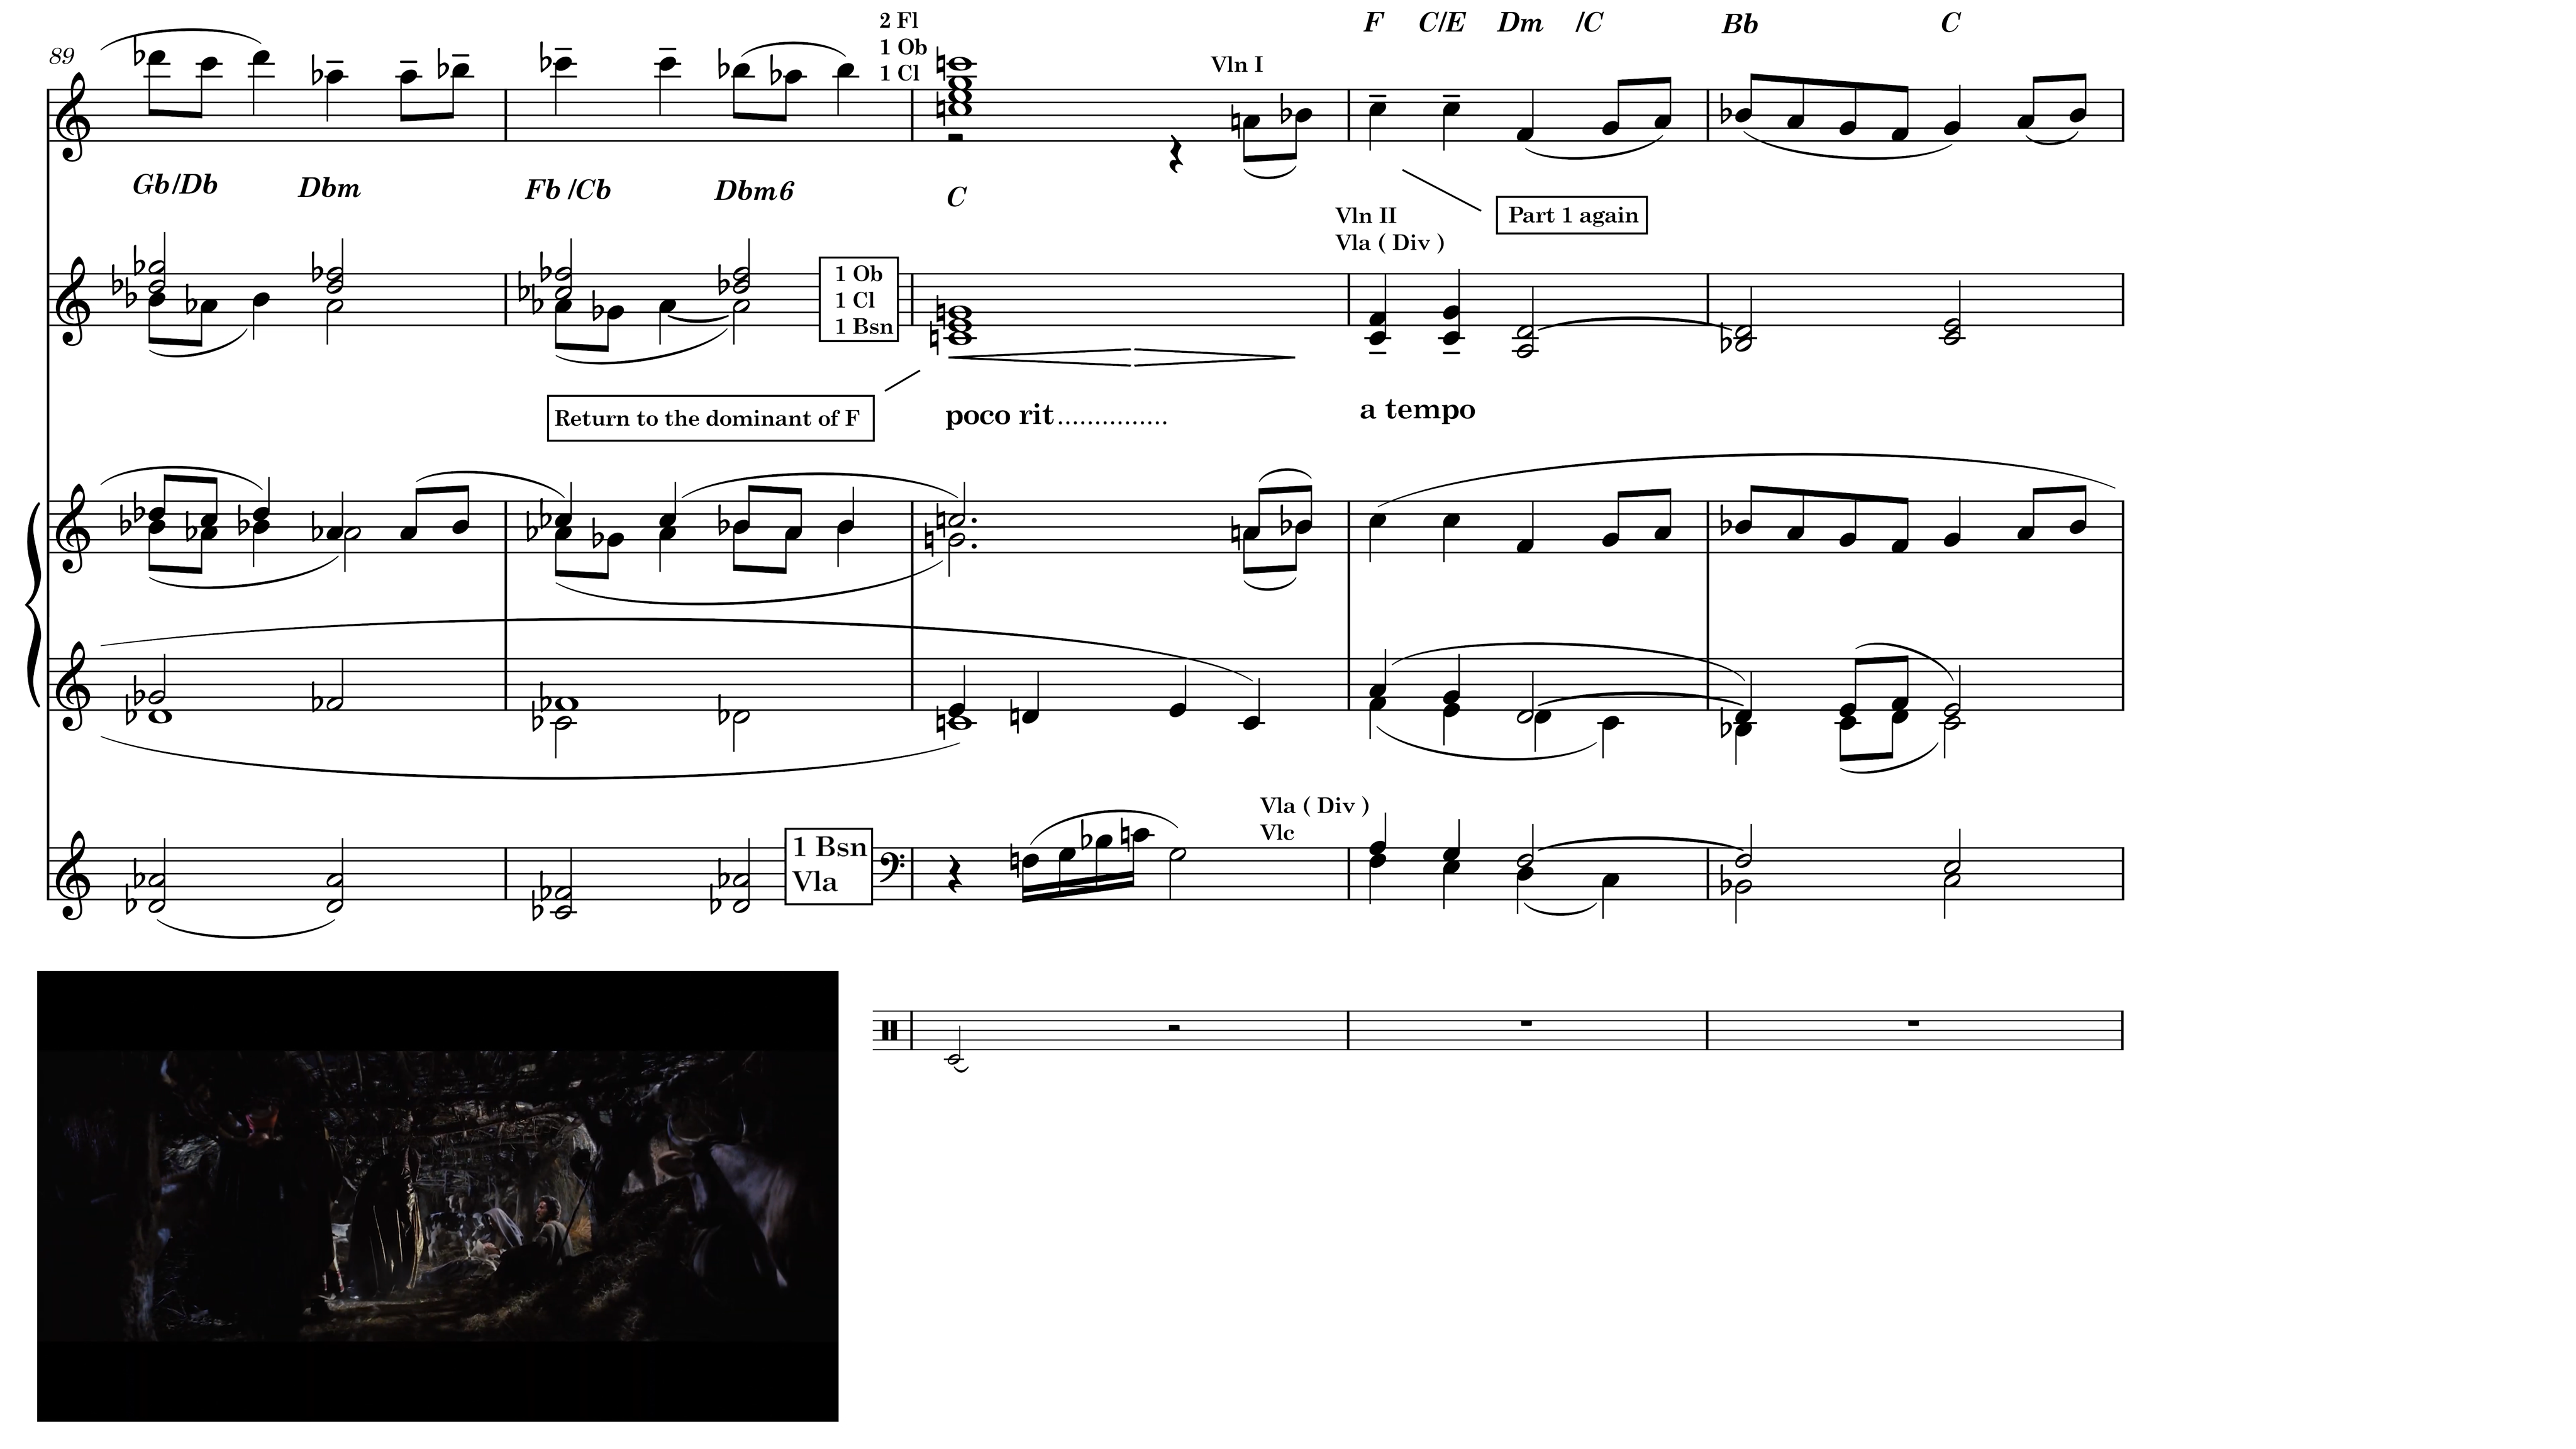 2 Fl
1 Ob
1 Cl
F C/E Dm /C Bb C
89
Vln I
Gb/Db Dbm Fb /Cb Dbm6 C
Part 1 again
Vln II
Vla ( Div )
1 Ob
1 Cl
1 Bsn
Return to the dominant of F
poco rit...............
a tempo
Vla ( Div )
Vlc
1 Bsn
Vla